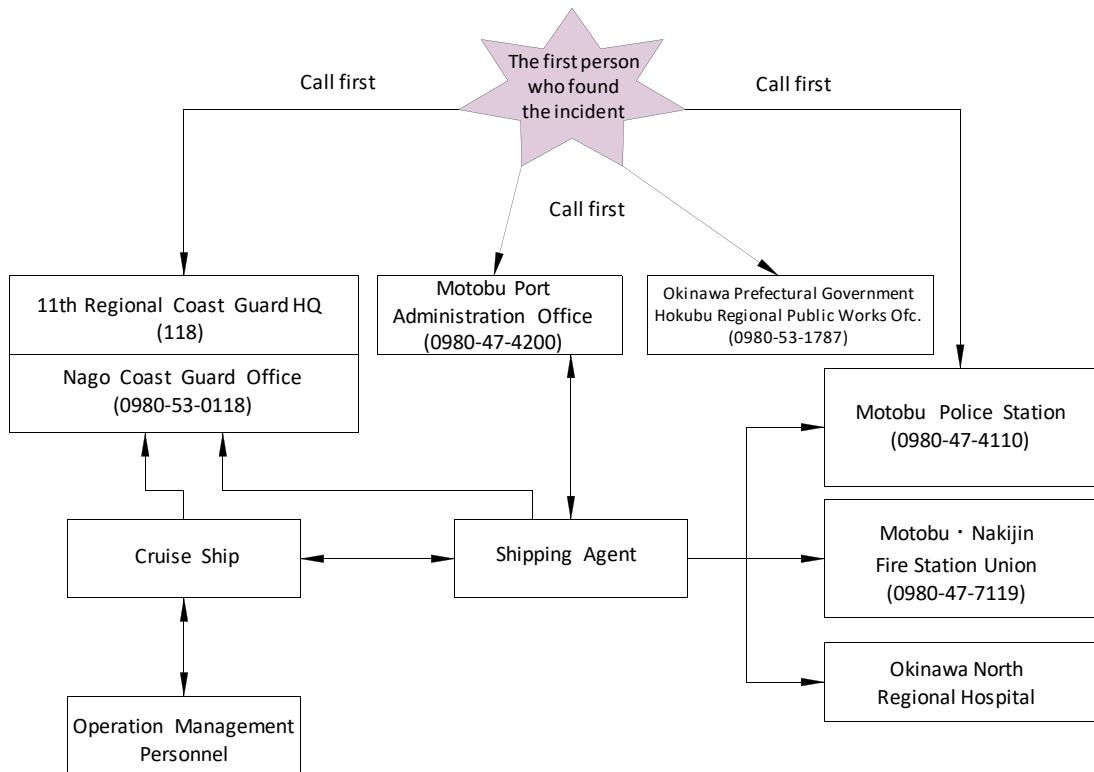 The first person
who found
the incident
Call first
Call first
Call first
11th Regional Coast Guard HQ
(118)
Nago Coast Guard Office
(0980-53-0118)
Motobu Port
Administration Office
(0980-47-4200)
Okinawa Prefectural Government
Hokubu Regional Public Works Ofc.
(0980-53-1787)
Motobu Police Station
(0980-47-4110)
Cruise Ship
Shipping Agent
Motobu・Nakijin
Fire Station Union
(0980-47-7119)
Okinawa North
Regional Hospital
Operation Management
Personnel